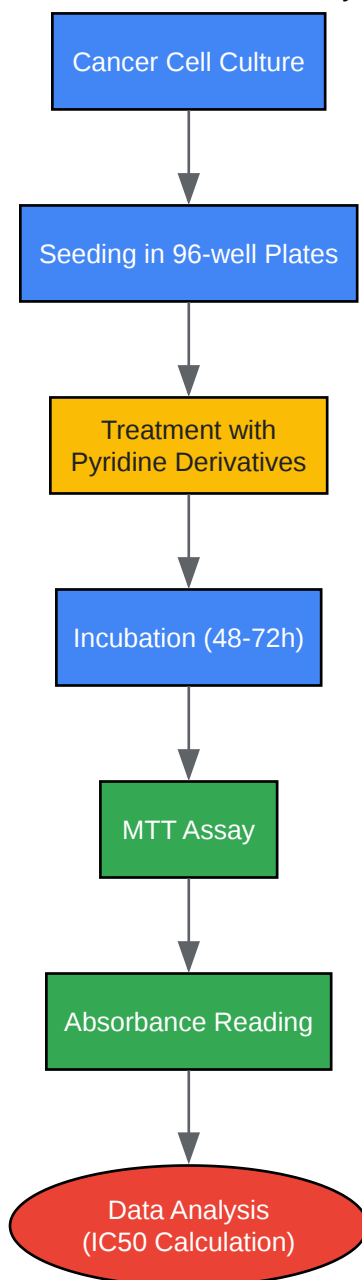 Cancer Cell Culture
Seeding in 96-well Plates
Treatment with
Pyridine Derivatives
Incubation (48-72h)
MTT Assay
Absorbance Reading
Data Analysis
(IC50 Calculation)